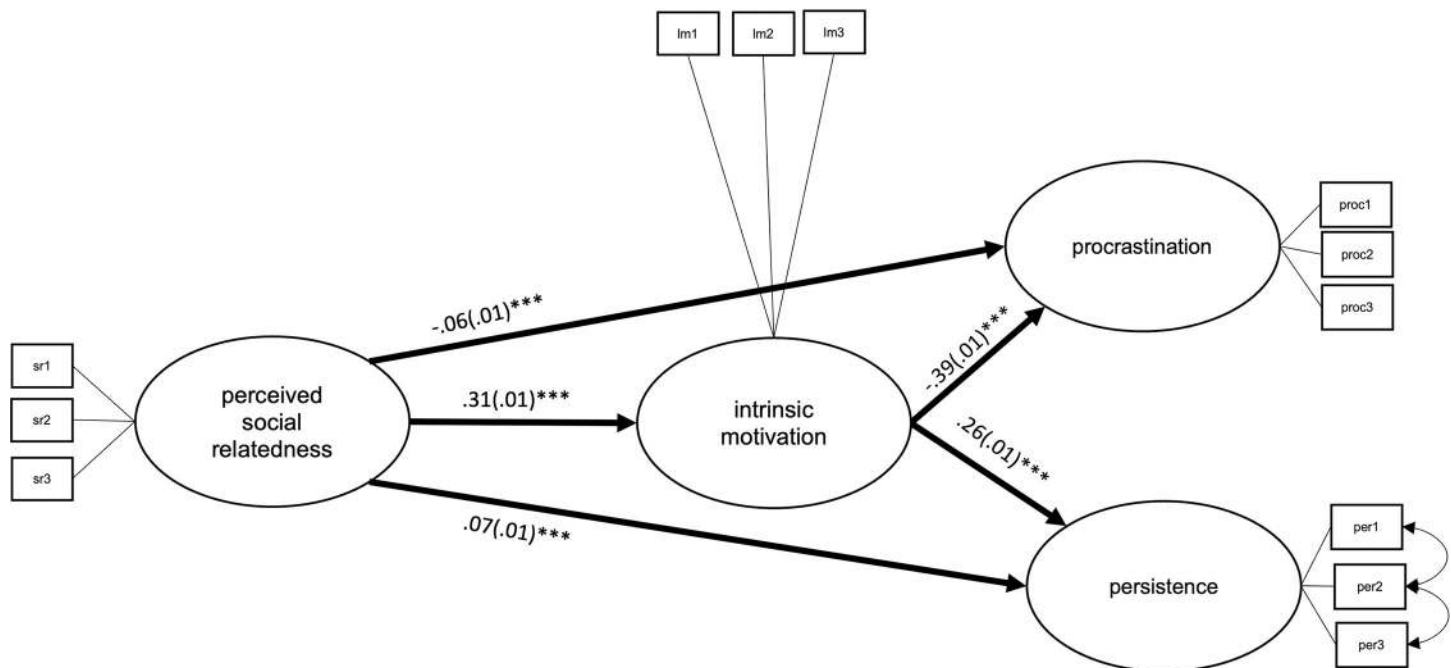 lm1
lm2
lm3
procrastination
proc1
proc2
proc3
-.06(.01)***
-.39(.01)***
sr1
sr2
sr3
perceived
social
relatedness
.31(.01)***
intrinsic
motivation
.26(.01)***
.07(.01)***
persistence
per1
per2
per3